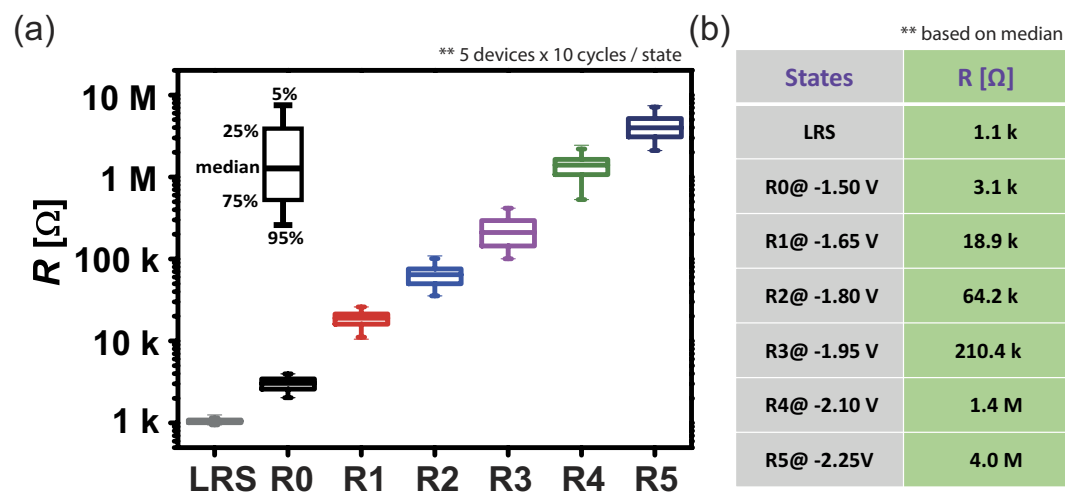 (a)
** 5 devices x 10 cycles / state
R [Ω]
10 M
1 M
100 k
10 k
1 k
5%
25%
median
75%
95%
LRS R0 R1 R2 R3 R4 R5
(b)
** based on median
States R [Ω]
LRS 1.1 k
R0@ -1.50 V 3.1 k
R1@ -1.65 V 18.9 k
R2@ -1.80 V 64.2 k
R3@ -1.95 V 210.4 k
R4@ -2.10 V 1.4 M
R5@ -2.25V 4.0 M